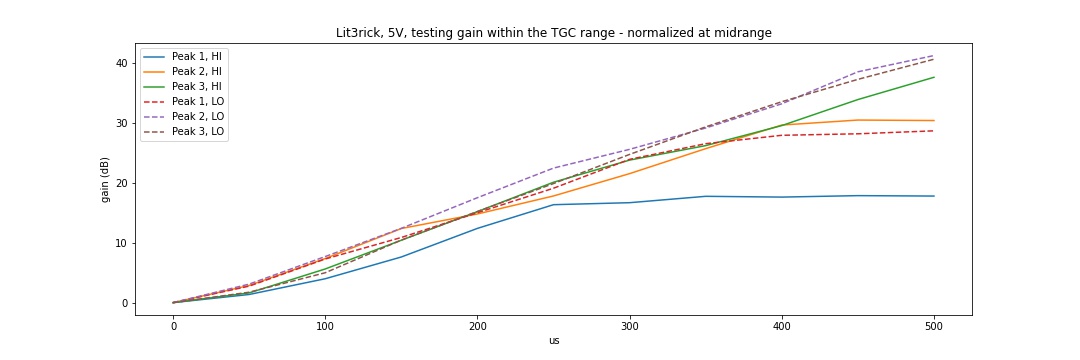 Lit3rick, 5V, testing gain within the TGC range - normalized at midrange
Peak 1, HI
Peak 2, HI
Peak 3, HI
Peak 1, LO
Peak 2, LO
Peak 3, LO
gain (dB)
40
30
20
10
0
0 100 200 300 400 500
us